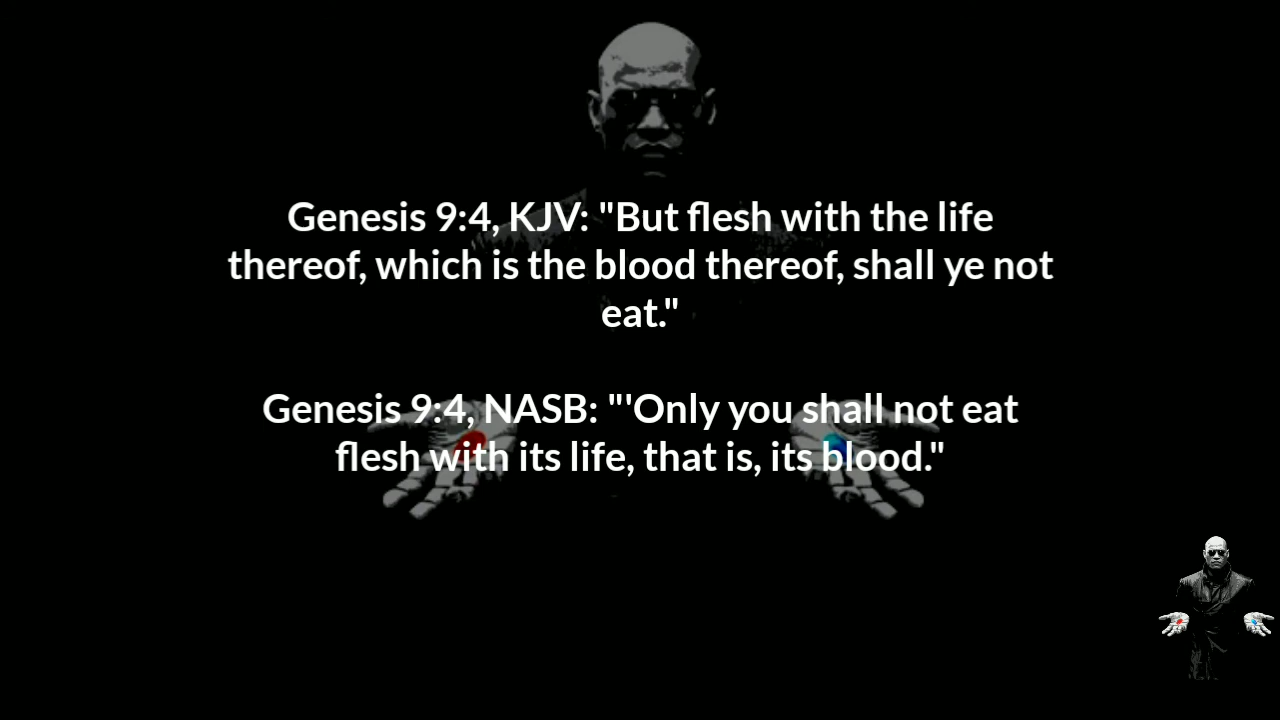 Genesis 9:4, KJV: "But flesh with the life
thereof, which is the blood thereof, shall ye not
eat."
Genesis 9:4, NASB: "'Only you shall not eat
flesh with its life, that is, its blood."